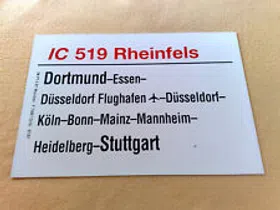 IC 519 Rheinfels
Dortmund–Essen–
Düsseldorf Flughafen ✈–Düsseldorf–
Köln–Bonn–Mainz–Mannheim–
Heidelberg–Stuttgart